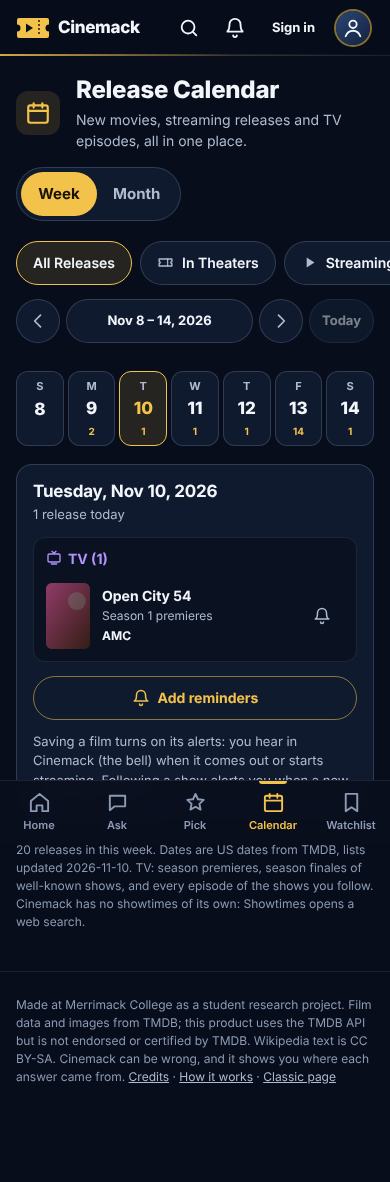 Cinemack
Sign in
Release Calendar
New movies, streaming releases and TV
episodes, all in one place.
Week
Month
All Releases
In Theaters
Streaming
Nov 8 – 14, 2026
Today
S
M
T
W
T
F
S
8
9
10
11
12
13
14
2
1
1
1
14
1
Tuesday, Nov 10, 2026
1 release today
TV (1)
Open City 54
Season 1 premieres
AMC
Add reminders
Saving a film turns on its alerts: you hear in
Cinemack (the bell) when it comes out or starts
streaming. Following a show alerts you when a new
Home
Ask
Pick
Calendar
Watchlist
20 releases in this week. Dates are US dates from TMDB, lists
updated 2026-11-10. TV: season premieres, season finales of
well-known shows, and every episode of the shows you follow.
Cinemack has no showtimes of its own: Showtimes opens a
web search.
Made at Merrimack College as a student research project. Film
data and images from TMDB; this product uses the TMDB API
but is not endorsed or certified by TMDB. Wikipedia text is CC
BY-SA. Cinemack can be wrong, and it shows you where each
answer came from. Credits · How it works · Classic page